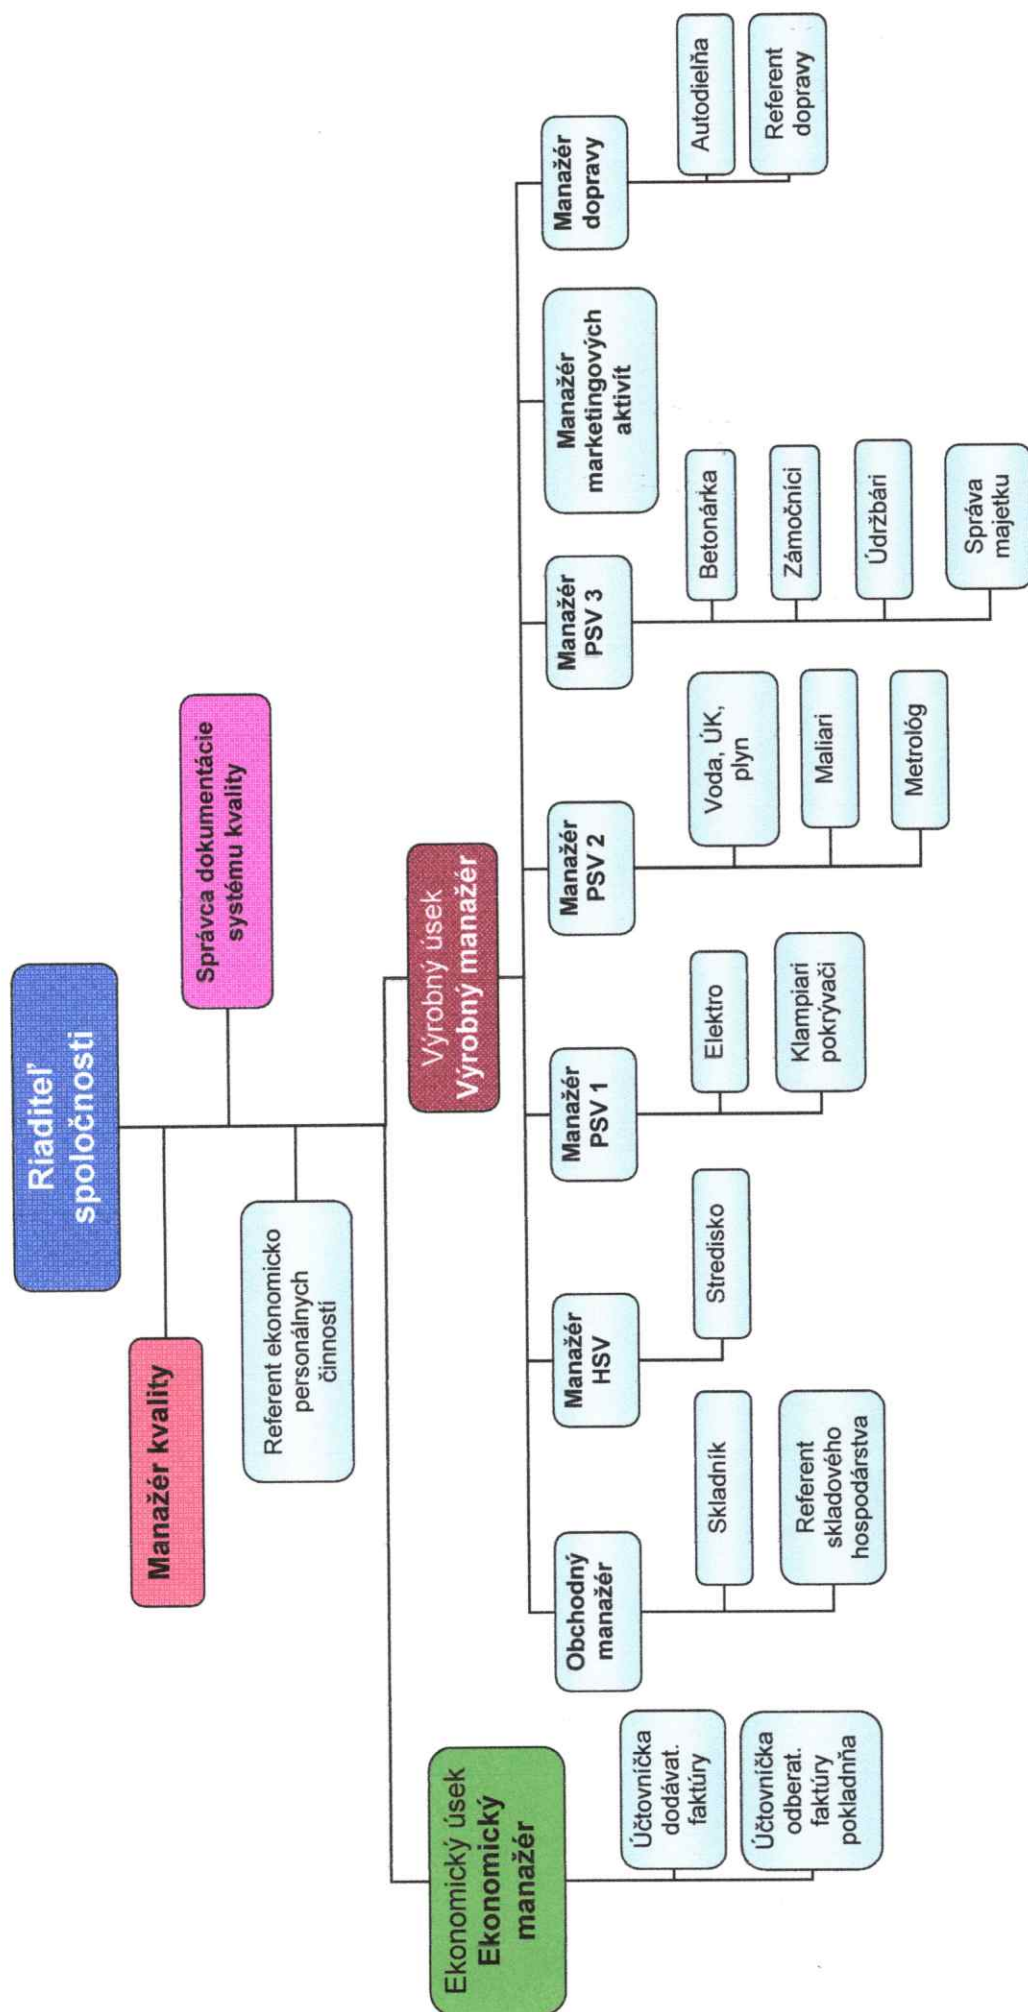 Riaditeľ
spoločnosti
Manažér kvality
Správca dokumentácie
systému kvality
Referent ekonomicko
personálnych
činností
Ekonomický úsek
Ekonomický
manažér
Výrobný úsek
Výrobný manažér
Účtovníčka
dodávat.
faktúry
Účtovníčka
odberat.
faktúry
pokladňa
Obchodný
manažér
Skladník
Referent
skladového
hospodárstva
Manažér
HSV
Stredisko
Manažér
PSV 1
Elektro
Klampiari
pokrývači
Manažér
PSV 2
Voda, ÚK,
plyn
Maliari
Metrológ
Manažér
PSV 3
Betonárka
Zámočníci
Údržbári
Správa
majetku
Manažér
marketingových
aktivít
Manažér
dopravy
Autodielňa
Referent
dopravy